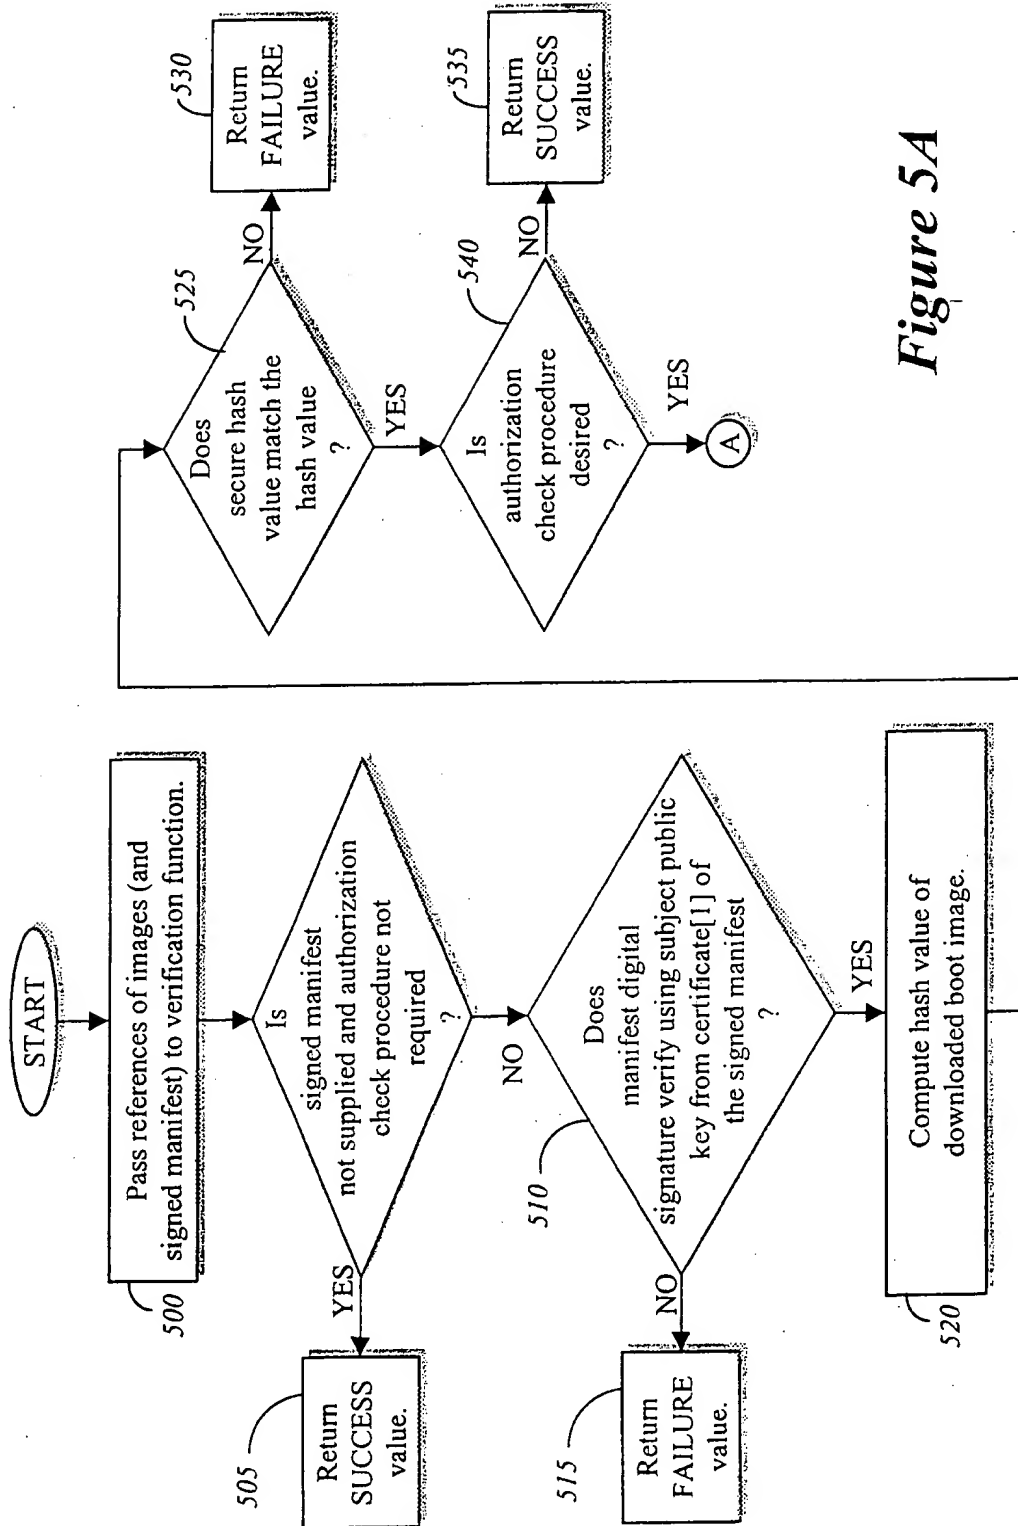 START
Pass references of images (and
signed manifest) to verification function.
500
Is
signed manifest
not supplied and authorization
check procedure not
required
?
YES
505
Return
SUCCESS
value.
NO
510
Does
manifest digital
signature verify using subject public
key from certificate[1] of
the signed manifest
?
NO
515
Return
FAILURE
value.
YES
Compute hash value of
downloaded boot image.
520
525
Does
secure hash
value match the
hash value
?
NO
530
Return
FAILURE
value.
YES
540
Is
authorization
check procedure
desired
?
NO
535
Return
SUCCESS
value.
YES
A
Figure 5A